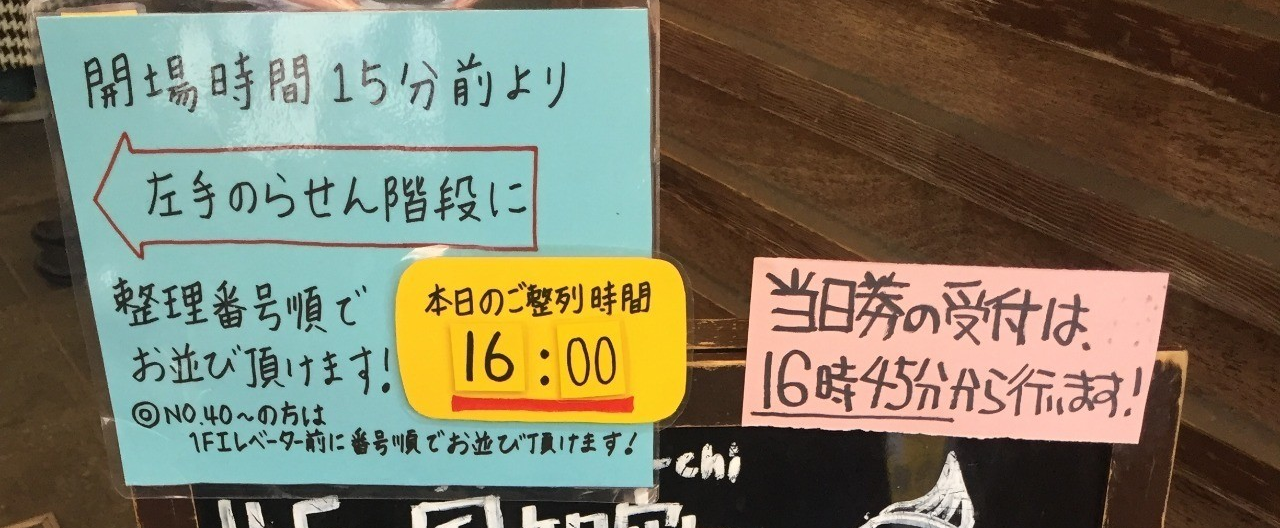 開場時間15分前より
左手のらせん階段に
整理番号順で
お並び頂けます!
◎NO.40～の方は
1Fエレベーター前に番号順でお並び頂けます!
本日のご整列時間
16:00
当日券の受付は、
16時45分から行います!
chi